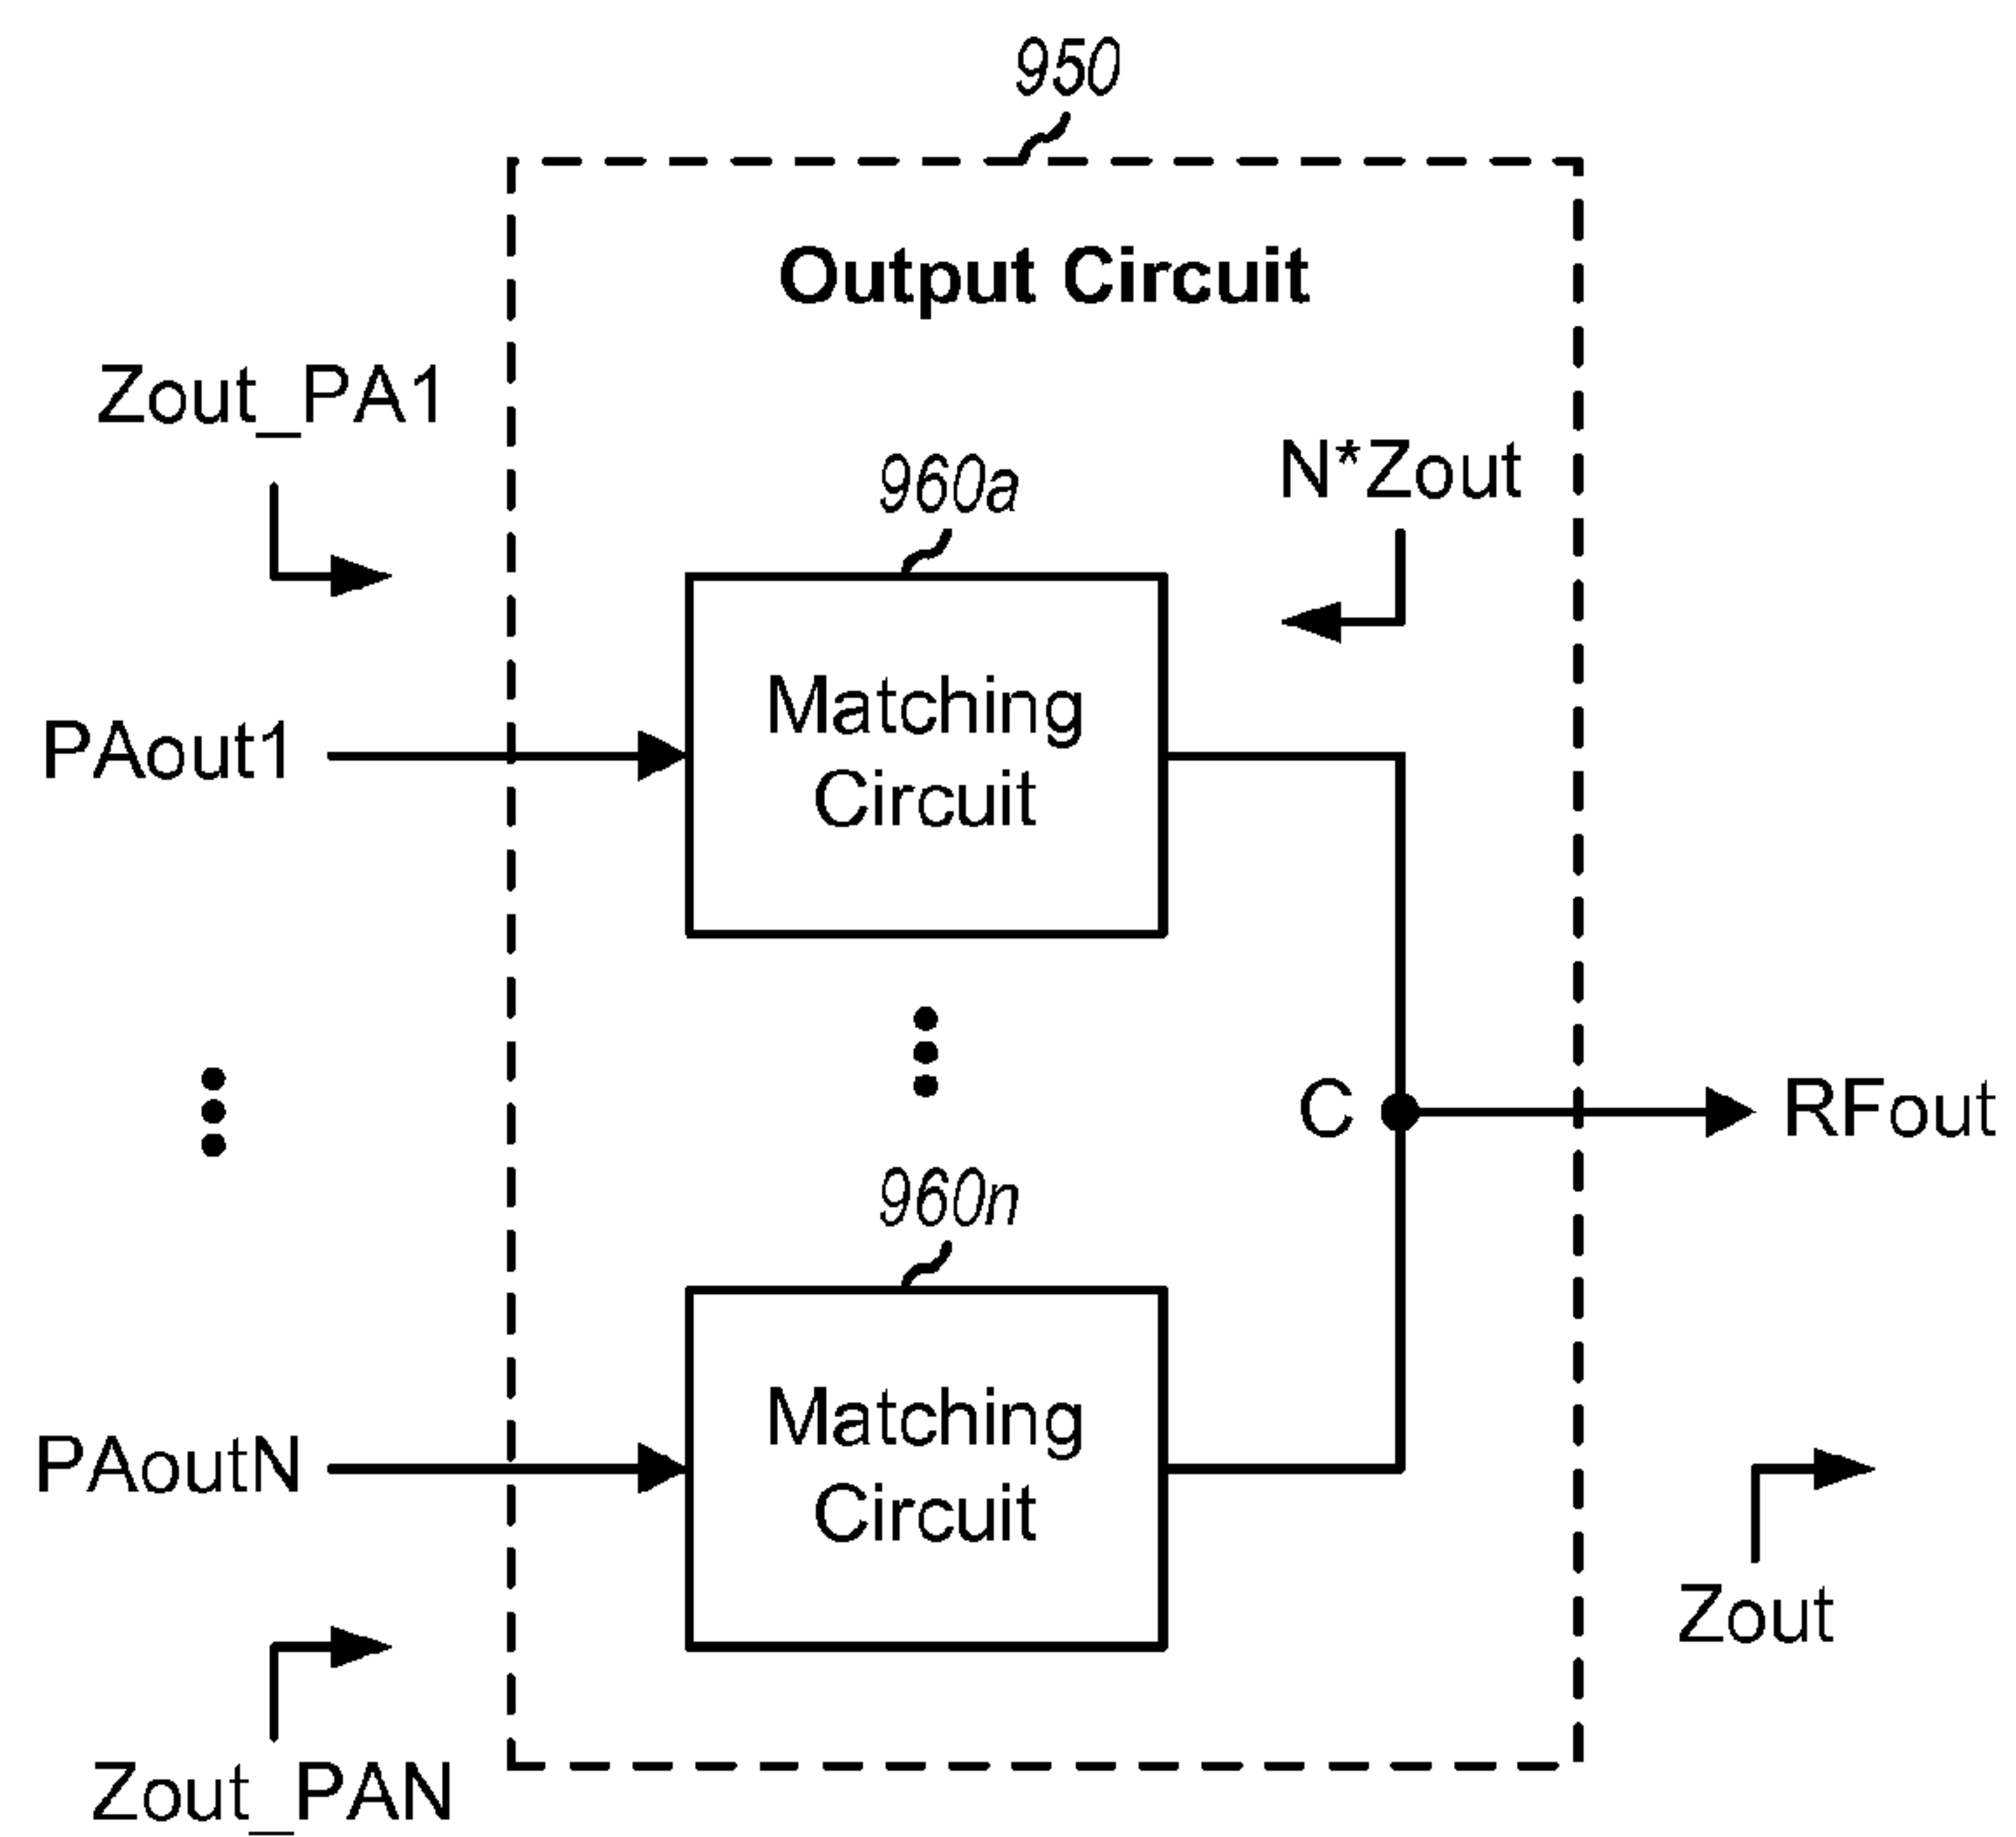 950
Output Circuit
Zout_PA1
N*Zout
960a
PAout1
Matching
Circuit
C
RFout
960n
PAoutN
Matching
Circuit
Zout
Zout_PAN